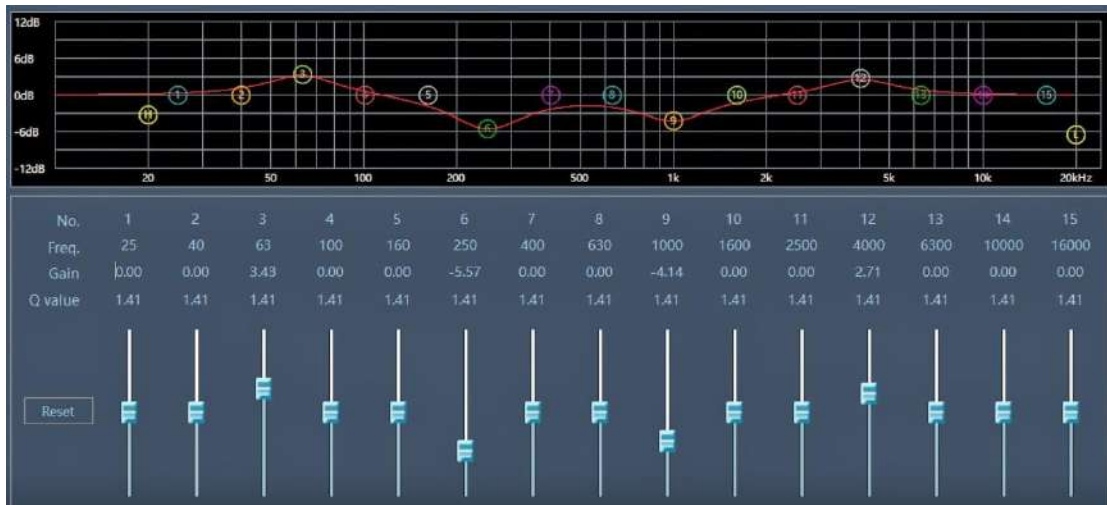 12dB
6dB
0dB
-6dB
-12dB
H 1 2 3 4 5 6 7 8 9 10 11 12 13 14 15 L
20 50 100 200 500 1k 2k 5k 10k 20kHz
No. 1 2 3 4 5 6 7 8 9 10 11 12 13 14 15
Freq. 25 40 63 100 160 250 400 630 1000 1600 2500 4000 6300 10000 16000
Gain 0.00 0.00 3.43 0.00 0.00 -5.57 0.00 0.00 -4.14 0.00 0.00 2.71 0.00 0.00 0.00
Q value 1.41 1.41 1.41 1.41 1.41 1.41 1.41 1.41 1.41 1.41 1.41 1.41 1.41 1.41 1.41
Reset